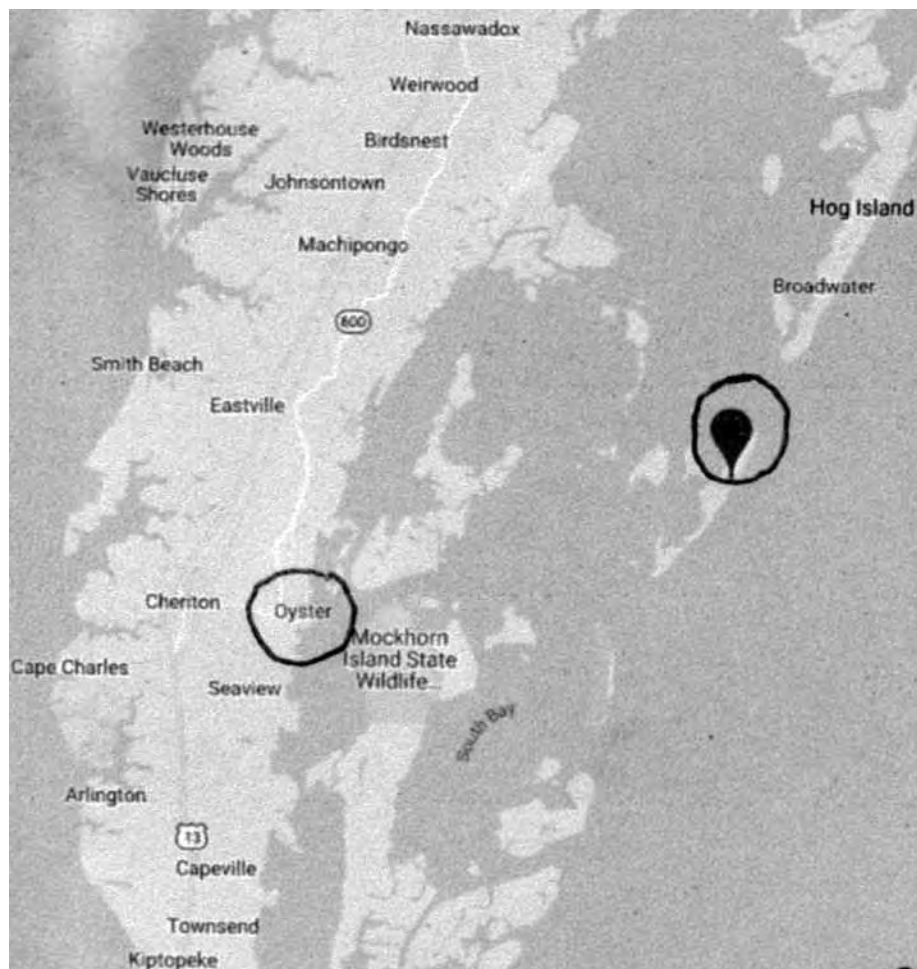 Nassawadox
Weirwood
Birdsnest
Westerhouse
Woods
Vaucluse
Shores
Johnsontown
Machipongo
Hog Island
Broadwater
600
Smith Beach
Eastville
Cheriton
Oyster
Mockhorn
Island State
Wildlife...
Cape Charles
Seaview
South Bay
Arlington
13
Capeville
Townsend
Kiptopeke